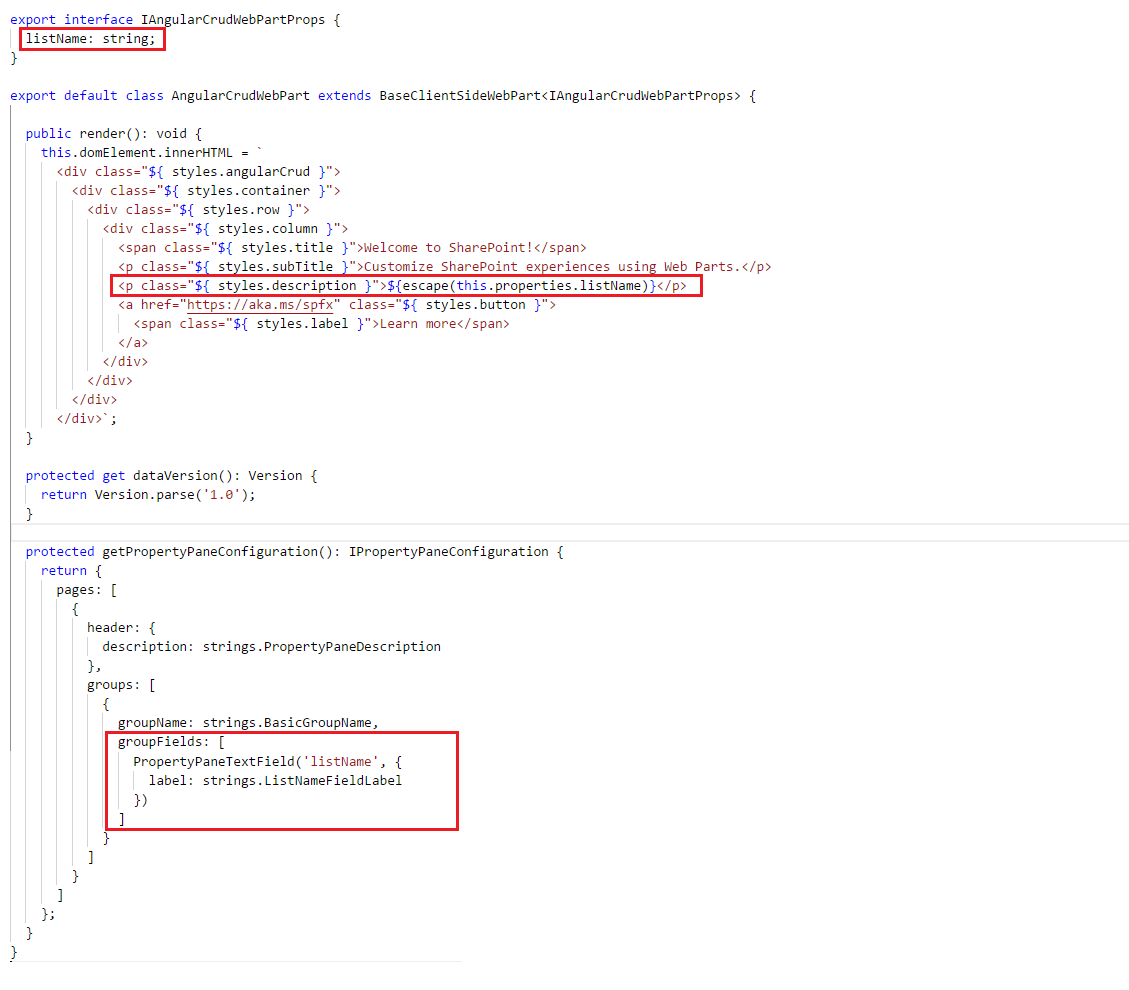 export interface IAngularCrudWebPartProps {
listName: string;
}
export default class AngularCrudWebPart extends BaseClientSideWebPart<IAngularCrudWebPartProps> {
public render(): void {
this.domElement.innerHTML = `
<div class="${ styles.angularCrud }">
<div class="${ styles.container }">
<div class="${ styles.row }">
<div class="${ styles.column }">
<span class="${ styles.title }">Welcome to SharePoint!</span>
<p class="${ styles.subTitle }">Customize SharePoint experiences using Web Parts.</p>
<p class="${ styles.description }">${escape(this.properties.listName)}</p>
<a href="https://aka.ms/spfx" class="${ styles.button }">
<span class="${ styles.label }">Learn more</span>
</a>
</div>
</div>
</div>
</div>`;
}
protected get dataVersion(): Version {
return Version.parse('1.0');
}
protected getPropertyPaneConfiguration(): IPropertyPaneConfiguration {
return {
pages: [
{
header: {
description: strings.PropertyPaneDescription
},
groups: [
{
groupName: strings.BasicGroupName,
groupFields: [
PropertyPaneTextField('listName', {
label: strings.ListNameFieldLabel
})
]
}
]
}
]
};
}
}